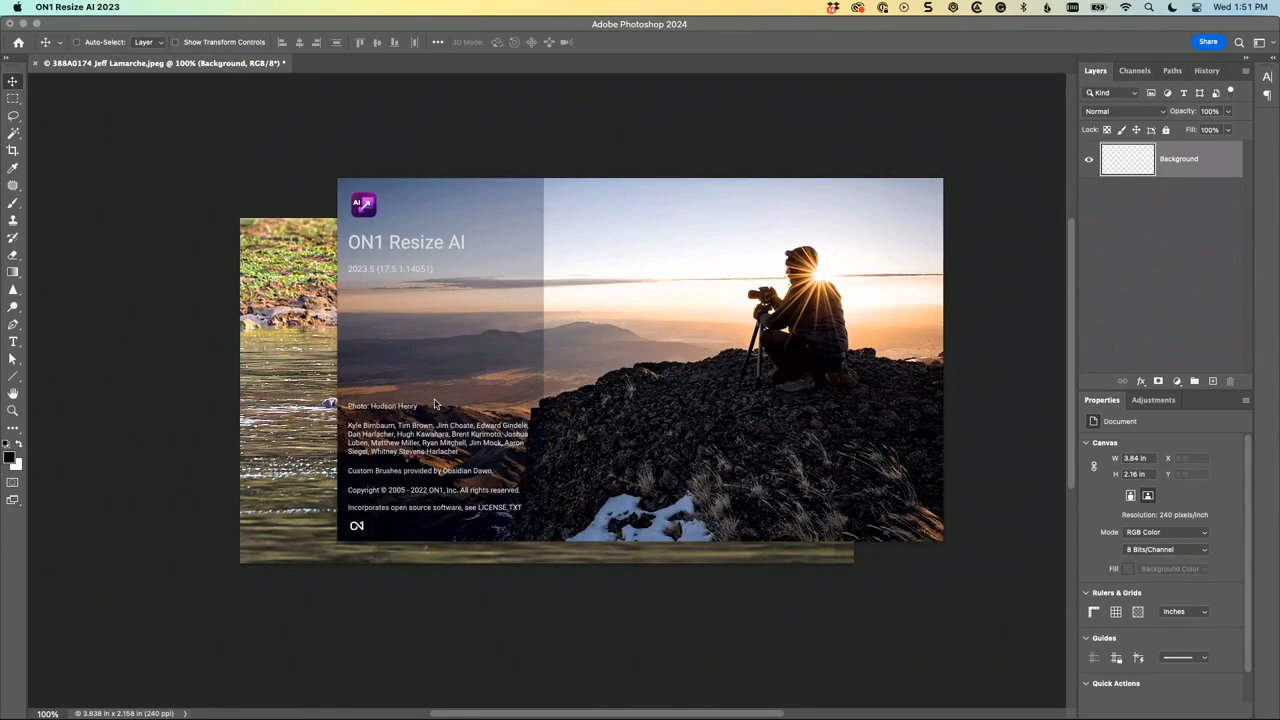 ON1 Resize AI 2023
Wed 1:51 PM
Adobe Photoshop 2024
Auto-Select:
Layer
Show Transform Controls
3D Mode:
Share
© 388A0174 Jeff Lamarche.jpeg @ 100% (Background, RGB/8*) *
Layers
Channels
Paths
History
Kind
Normal
Opacity: 100%
Lock:
Fill: 100%
Background
AI
ON1 Resize AI
2023.5 (17.5.1.14051)
Photo: Hudson Henry
Kyle Birnbaum, Tim Brown, Jim Choate, Edward Gindele,
Dan Harlacher, Hugh Kawahara, Brent Kurimoto, Joshua
Luben, Matthew Miller, Ryan Mitchell, Jim Mock, Aaron
Siegel, Whitney Stevens Harlacher
Custom Brushes provided by Obsidian Dawn.
Copyright © 2005 - 2022 ON1, Inc. All rights reserved.
Incorporates open source software, see LICENSE.TXT
Properties
Adjustments
Document
Canvas
W 3.84 in
X 0 in
H 2.16 in
Y 0 in
Resolution: 240 pixels/inch
Mode
RGB Color
8 Bits/Channel
Fill
Background Color
Rulers & Grids
Inches
Guides
Quick Actions
100%
3.838 in x 2.158 in (240 ppi)